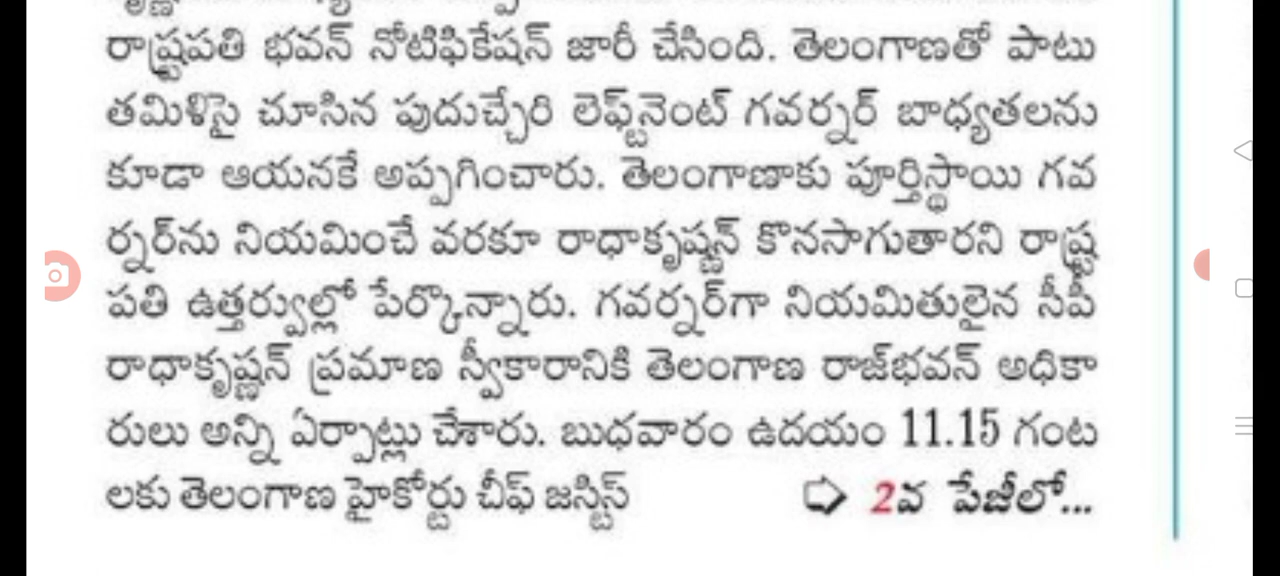 రాష్ట్రపతి భవన్ నోటిఫికేషన్ జారీ చేసింది. తెలంగాణతో పాటు
తమిళిసై చూసిన పుదుచ్చేరి లెఫ్ట్‌నెంట్ గవర్నర్ బాధ్యతలను
కూడా ఆయనకే అప్పగించారు. తెలంగాణాకు పూర్తిస్థాయి గవ
ర్నర్‌ను నియమించే వరకూ రాధాకృష్ణన్ కొనసాగుతారని రాష్ట్ర
పతి ఉత్తర్వుల్లో పేర్కొన్నారు. గవర్నర్‌గా నియమితులైన సీపీ
రాధాకృష్ణన్ ప్రమాణ స్వీకారానికి తెలంగాణ రాజ్‌భవన్ అధికా
రులు అన్ని ఏర్పాట్లు చేశారు. బుధవారం ఉదయం 11.15 గంట
లకు తెలంగాణ హైకోర్టు చీఫ్ జస్టిస్ ➪ 2వ పేజీలో...